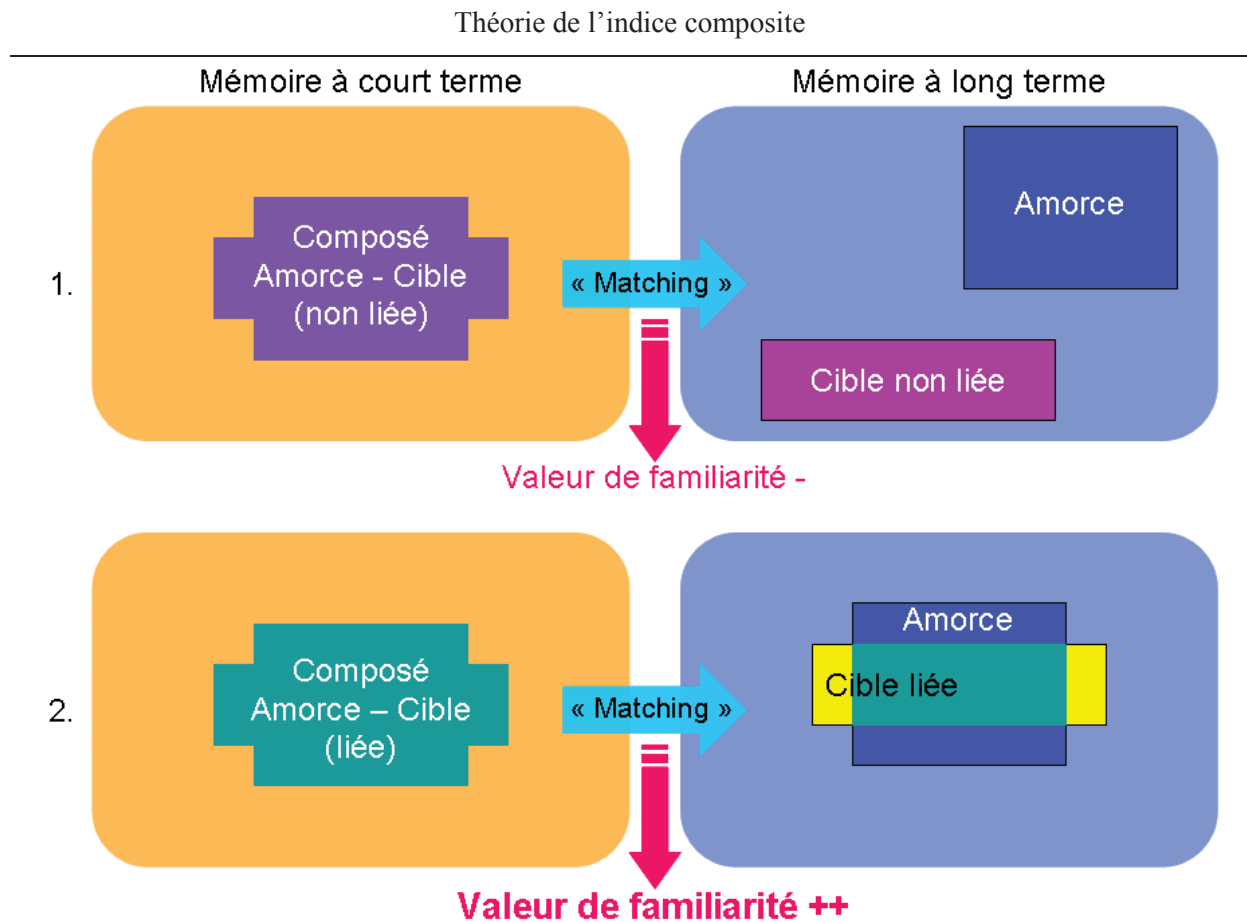 Théorie de l’indice composite
Mémoire à court terme
Mémoire à long terme
1.
Composé
Amorce - Cible
(non liée)
« Matching »
Amorce
Cible non liée
Valeur de familiarité -
2.
Composé
Amorce – Cible
(liée)
« Matching »
Amorce
Cible liée
Valeur de familiarité ++